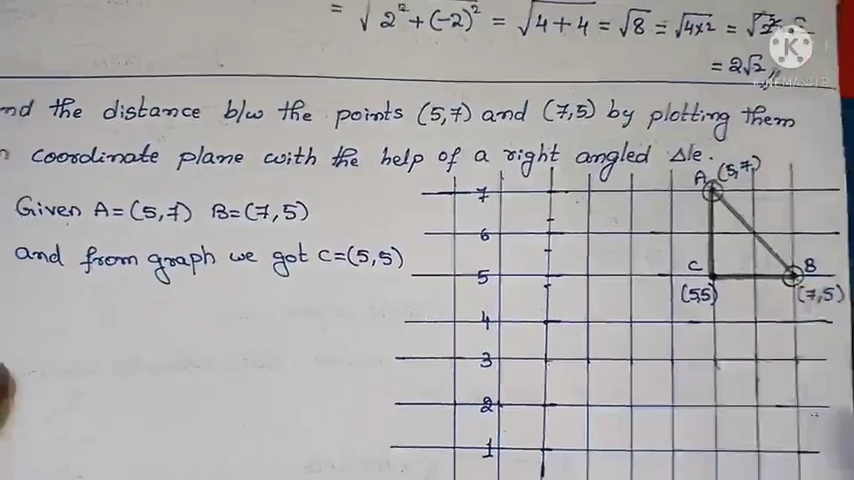 = √2² + (-2)² = √4+4 = √8 = √4x2 =
= 2√2 //
nd the distance b/w the points (5,7) and (7,5) by plotting them
coordinate plane with the help of a right angled Δle.
Given A = (5,7) B = (7,5)
and from graph we got C = (5,5)
A (5,7)
7
6
C B
5
(5,5) (7,5)
4
3
2
1
K
KINEMASTER